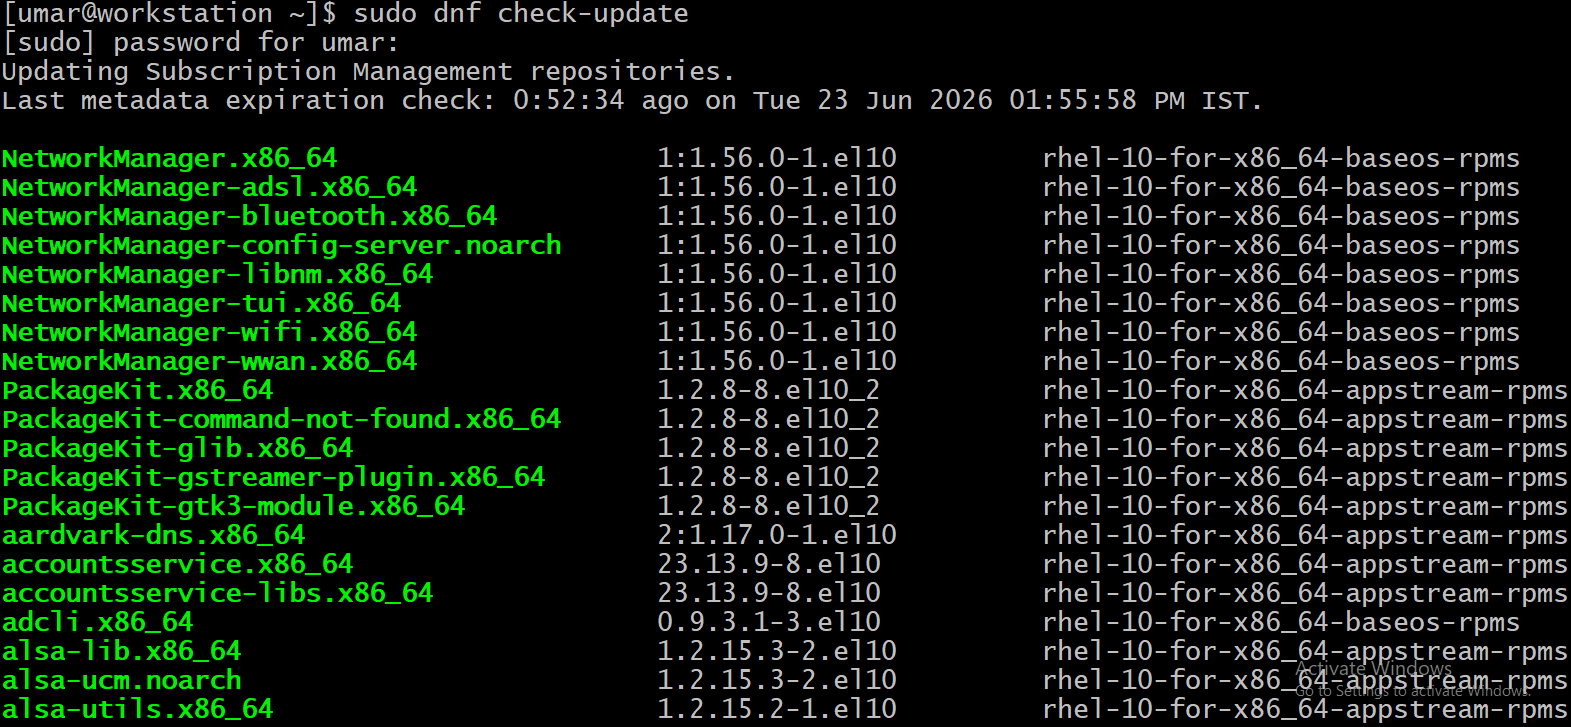 [umar@workstation ~]$ sudo dnf check-update
[sudo] password for umar:
Updating Subscription Management repositories.
Last metadata expiration check: 0:52:34 ago on Tue 23 Jun 2026 01:55:58 PM IST.
NetworkManager.x86_64 1:1.56.0-1.el10 rhel-10-for-x86_64-baseos-rpms
NetworkManager-adsl.x86_64 1:1.56.0-1.el10 rhel-10-for-x86_64-baseos-rpms
NetworkManager-bluetooth.x86_64 1:1.56.0-1.el10 rhel-10-for-x86_64-baseos-rpms
NetworkManager-config-server.noarch 1:1.56.0-1.el10 rhel-10-for-x86_64-baseos-rpms
NetworkManager-libnm.x86_64 1:1.56.0-1.el10 rhel-10-for-x86_64-baseos-rpms
NetworkManager-tui.x86_64 1:1.56.0-1.el10 rhel-10-for-x86_64-baseos-rpms
NetworkManager-wifi.x86_64 1:1.56.0-1.el10 rhel-10-for-x86_64-baseos-rpms
NetworkManager-wwan.x86_64 1:1.56.0-1.el10 rhel-10-for-x86_64-baseos-rpms
PackageKit.x86_64 1.2.8-8.el10_2 rhel-10-for-x86_64-appstream-rpms
PackageKit-command-not-found.x86_64 1.2.8-8.el10_2 rhel-10-for-x86_64-appstream-rpms
PackageKit-glib.x86_64 1.2.8-8.el10_2 rhel-10-for-x86_64-appstream-rpms
PackageKit-gstreamer-plugin.x86_64 1.2.8-8.el10_2 rhel-10-for-x86_64-appstream-rpms
PackageKit-gtk3-module.x86_64 1.2.8-8.el10_2 rhel-10-for-x86_64-appstream-rpms
aardvark-dns.x86_64 2:1.17.0-1.el10 rhel-10-for-x86_64-appstream-rpms
accountsservice.x86_64 23.13.9-8.el10 rhel-10-for-x86_64-appstream-rpms
accountsservice-libs.x86_64 23.13.9-8.el10 rhel-10-for-x86_64-appstream-rpms
adcli.x86_64 0.9.3.1-3.el10 rhel-10-for-x86_64-baseos-rpms
alsa-lib.x86_64 1.2.15.3-2.el10 rhel-10-for-x86_64-appstream-rpms
Activate Windows
alsa-ucm.noarch 1.2.15.3-2.el10 rhel-10-for-x86_64-appstream-rpms
Go to Settings to activate Windows.
alsa-utils.x86_64 1.2.15.2-1.el10 rhel-10-for-x86_64-appstream-rpms